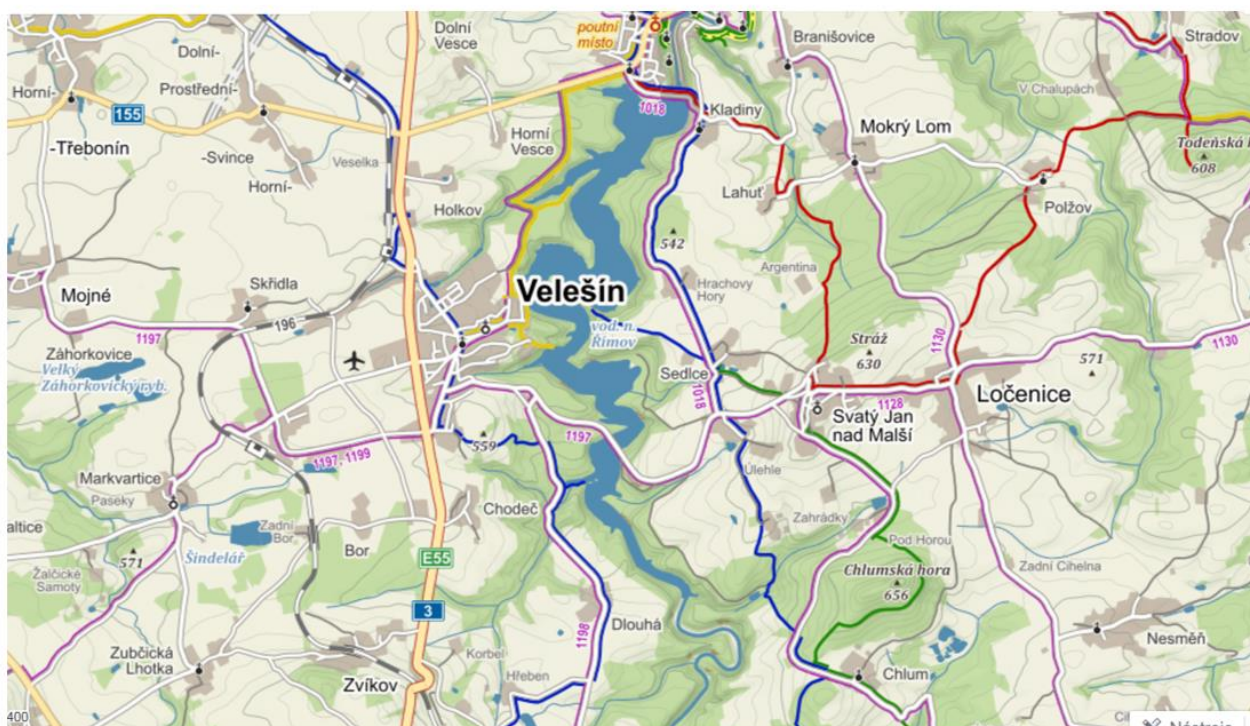 Dolní-
Horní-
155
-Třebonín
Prostřední-
-Svince
Horní-
Veselka
Dolní
Vesce
Horní
Vesce
Holkov
poutní
místo
1018
Kladiny
Branišovice
Mokrý Lom
Lahuť
V Chalupách
Stradov
Todeňská
608
Polžov
542
Hrachovy
Hory
Argentina
Skřidla
Mojné
196
1197
Velešín
vod. n.
Římov
Záhorkovice
Velký
Záhorkovický ryb.
Sedlce
1018
Stráž
630
1130
571
1130
Ločenice
1128
Svatý Jan
nad Malší
559
1197
1197, 1199
Markvartice
Paseky
Šindelář
571
Žalčické
Samoty
Zadní
Bor
Bor
Chodeč
Úlehle
Zahrádky
Pod Horou
Chlumská hora
656
Zadní Cihelna
E55
3
1198
Dlouhá
Zubčická
Lhotka
Zvíkov
Korbel
Hřeben
Chlum
Nesměň
400
Nástroje